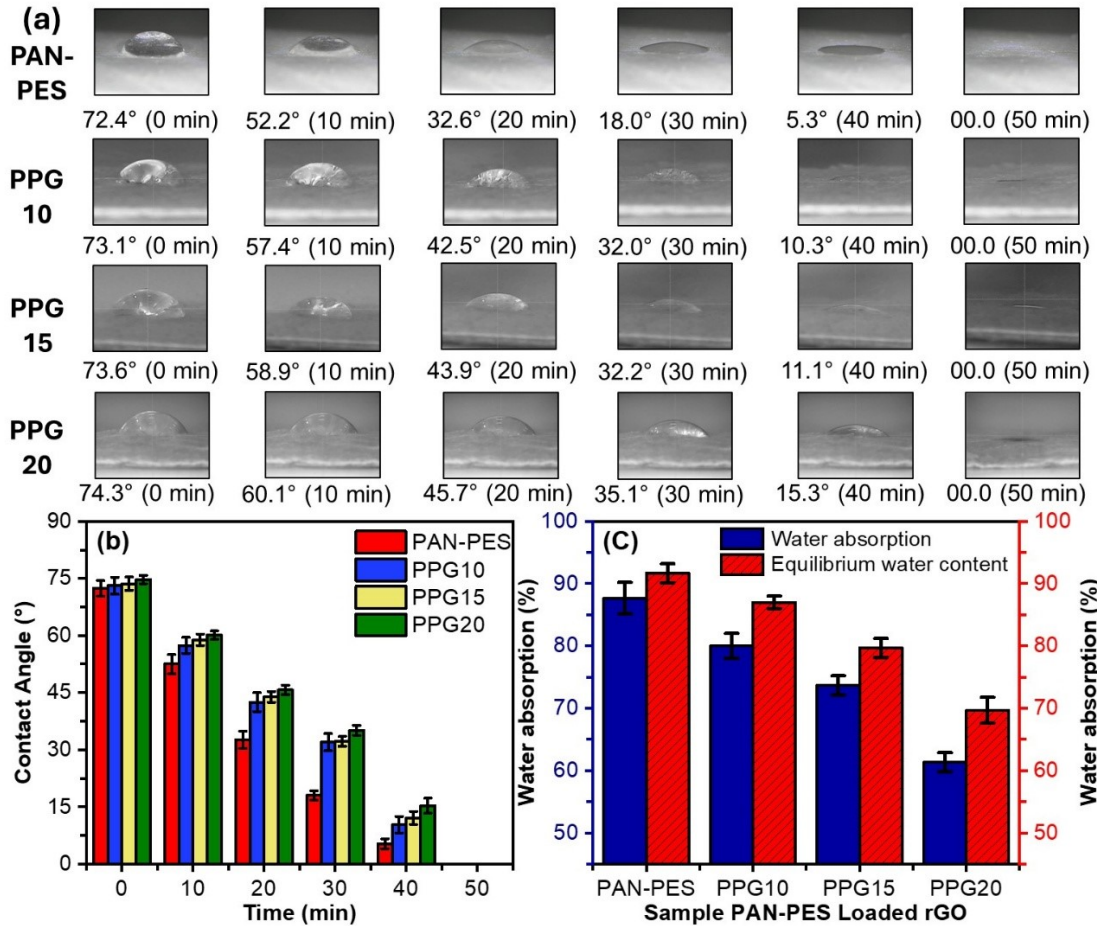 (a)
PAN-
PES
72.4° (0 min) 52.2° (10 min) 32.6° (20 min) 18.0° (30 min) 5.3° (40 min) 00.0 (50 min)
PPG
10
73.1° (0 min) 57.4° (10 min) 42.5° (20 min) 32.0° (30 min) 10.3° (40 min) 00.0 (50 min)
PPG
15
73.6° (0 min) 58.9° (10 min) 43.9° (20 min) 32.2° (30 min) 11.1° (40 min) 00.0 (50 min)
PPG
20
74.3° (0 min) 60.1° (10 min) 45.7° (20 min) 35.1° (30 min) 15.3° (40 min) 00.0 (50 min)
(b)
PAN-PES
PPG10
PPG15
PPG20
Contact Angle (°)
90
75
60
45
30
15
0
0 10 20 30 40 50
Time (min)
(C)
Water absorption
Equilibrium water content
Water absorption (%)
100
90
80
70
60
50
100
90
80
70
60
50
Water absorption (%)
PAN-PES PPG10 PPG15 PPG20
Sample PAN-PES Loaded rGO